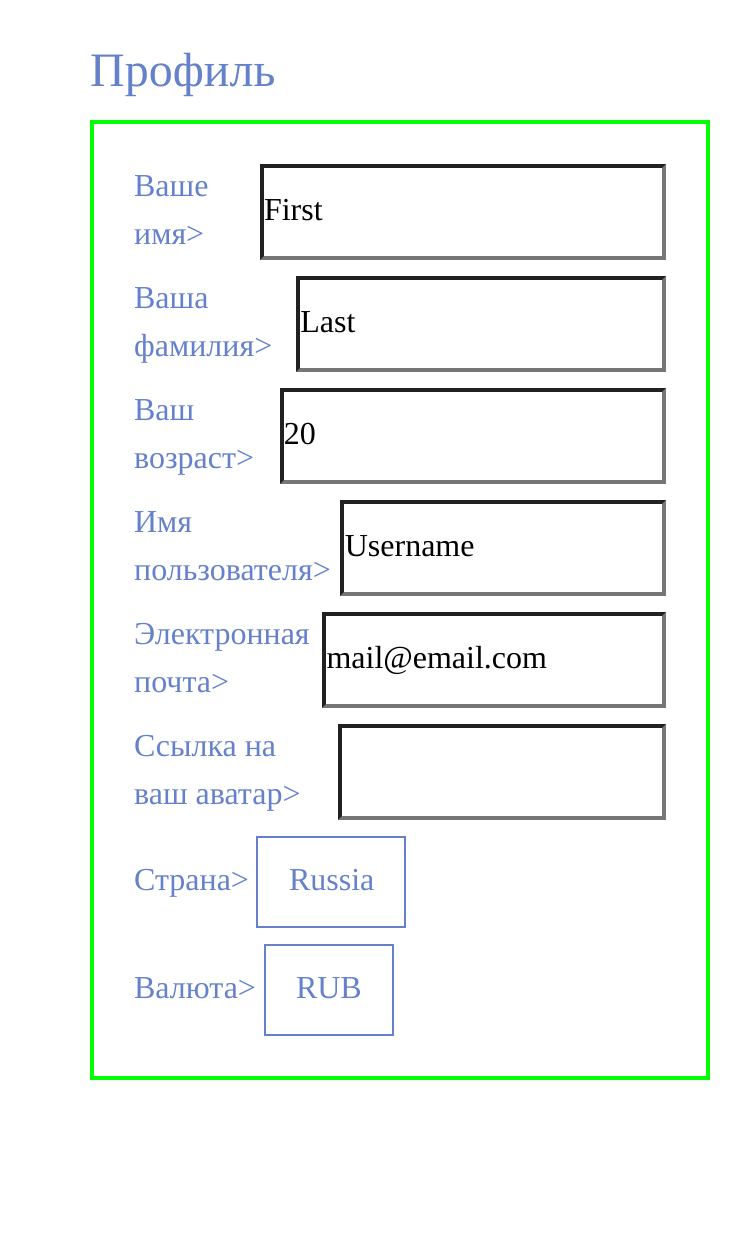 Профиль
Ваше
имя>
First
Ваша
фамилия>
Last
Ваш
возраст>
20
Имя
пользователя>
Username
Электронная
почта>
mail@email.com
Ссылка на
ваш аватар>
Страна>
Russia
Валюта>
RUB